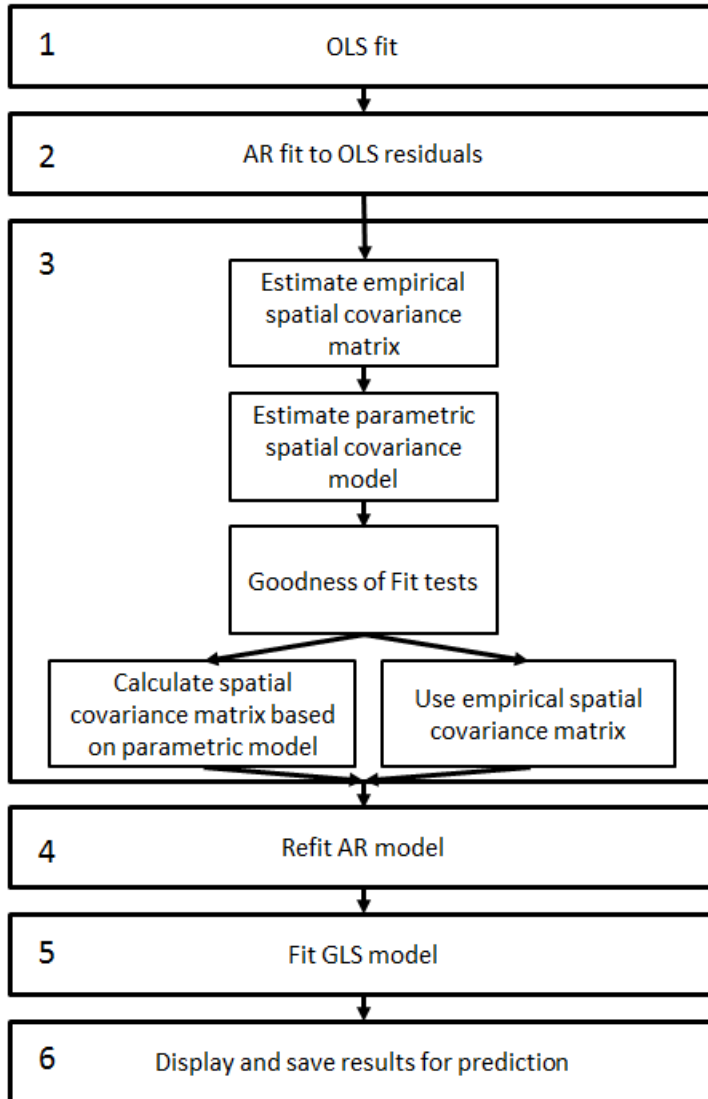 1
OLS fit
2
AR fit to OLS residuals
3
Estimate empirical
spatial covariance
matrix
Estimate parametric
spatial covariance
model
Goodness of Fit tests
Calculate spatial
covariance matrix based
on parametric model
Use empirical spatial
covariance matrix
4
Refit AR model
5
Fit GLS model
6
Display and save results for prediction